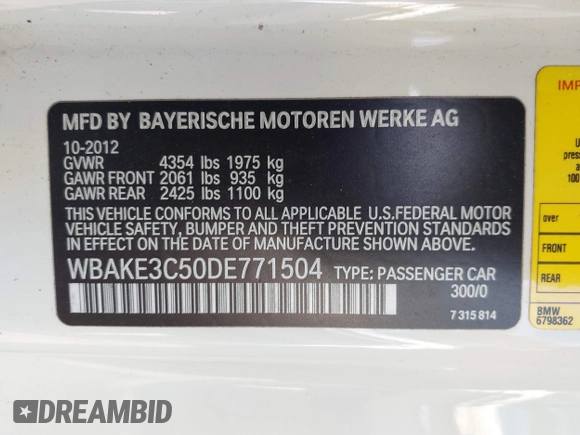 MFD BY BAYERISCHE MOTOREN WERKE AG
10-2012
GVWR 4354 lbs 1975 kg
GAWR FRONT 2061 lbs 935 kg
GAWR REAR 2425 lbs 1100 kg
THIS VEHICLE CONFORMS TO ALL APPLICABLE U.S.FEDERAL MOTOR
VEHICLE SAFETY, BUMPER AND THEFT PREVENTION STANDARDS
IN EFFECT ON THE DATE OF MANUFACTURE SHOWN ABOVE.
WBAKE3C50DE771504 TYPE: PASSENGER CAR
300/0
7 315 814
over
FRONT
REAR
BMW
6798362
DREAMBID